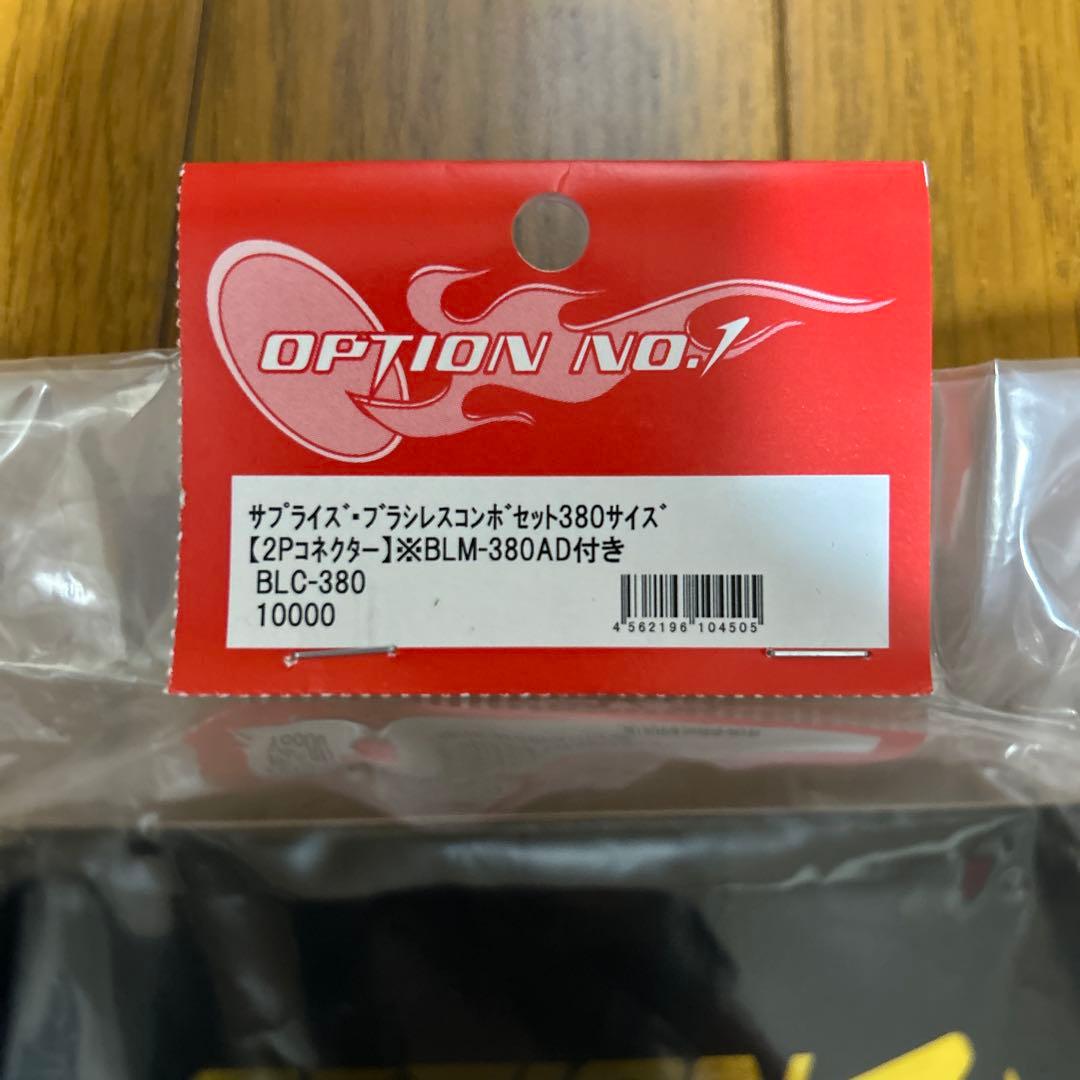 OPTION NO.1
ｻﾌﾟﾗｲｽﾞ･ﾌﾞﾗｼﾚｽｺﾝﾎﾞｾｯﾄ380ｻｲｽﾞ
【2Pｺﾈｸﾀｰ】※BLM-380AD付き
BLC-380
10000
4 562196 104505